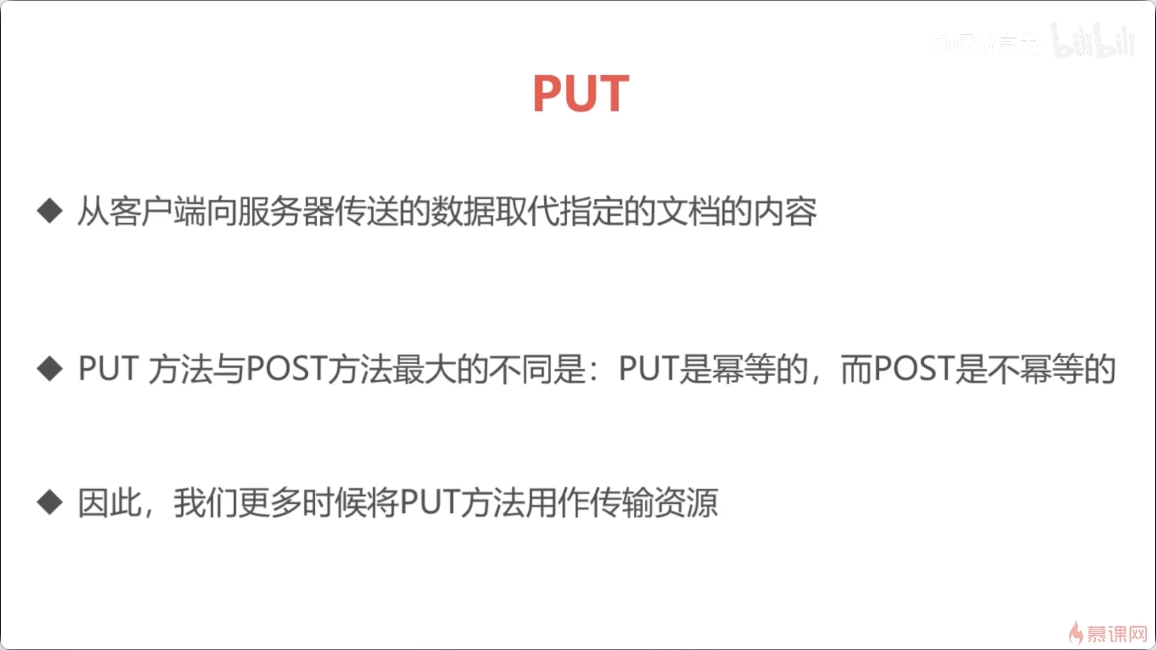 bilibili
PUT
从客户端向服务器传送的数据取代指定的文档的内容
PUT 方法与POST方法最大的不同是：PUT是幂等的，而POST是不幂等的
因此，我们更多时候将PUT方法用作传输资源
慕课网